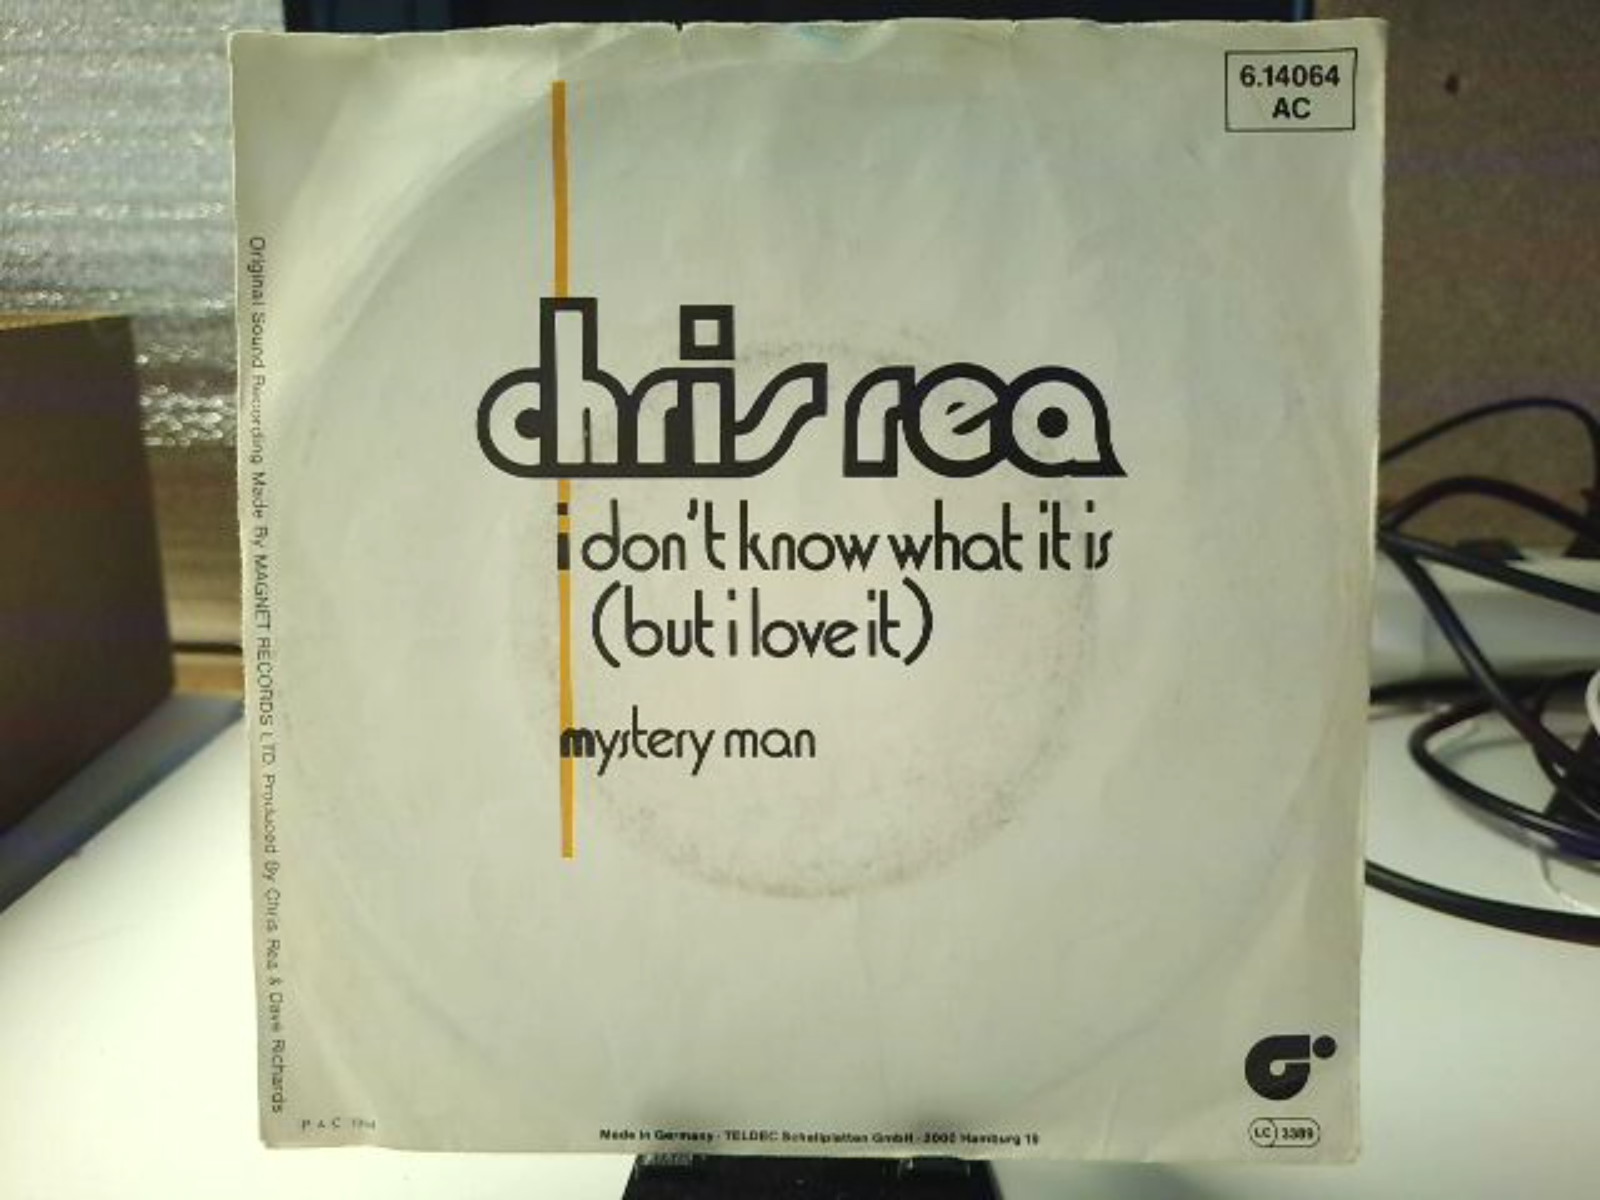 6.14064
AC
chris rea
i don't know what it is
(but i love it)
mystery man
Original Sound Recording Made By MAGNET RECORDS LTD. Produced By Chris Rea & Dave Richards
Made in Germany · TELDEC Schallplatten GmbH · 2000 Hamburg 19
LC 3389